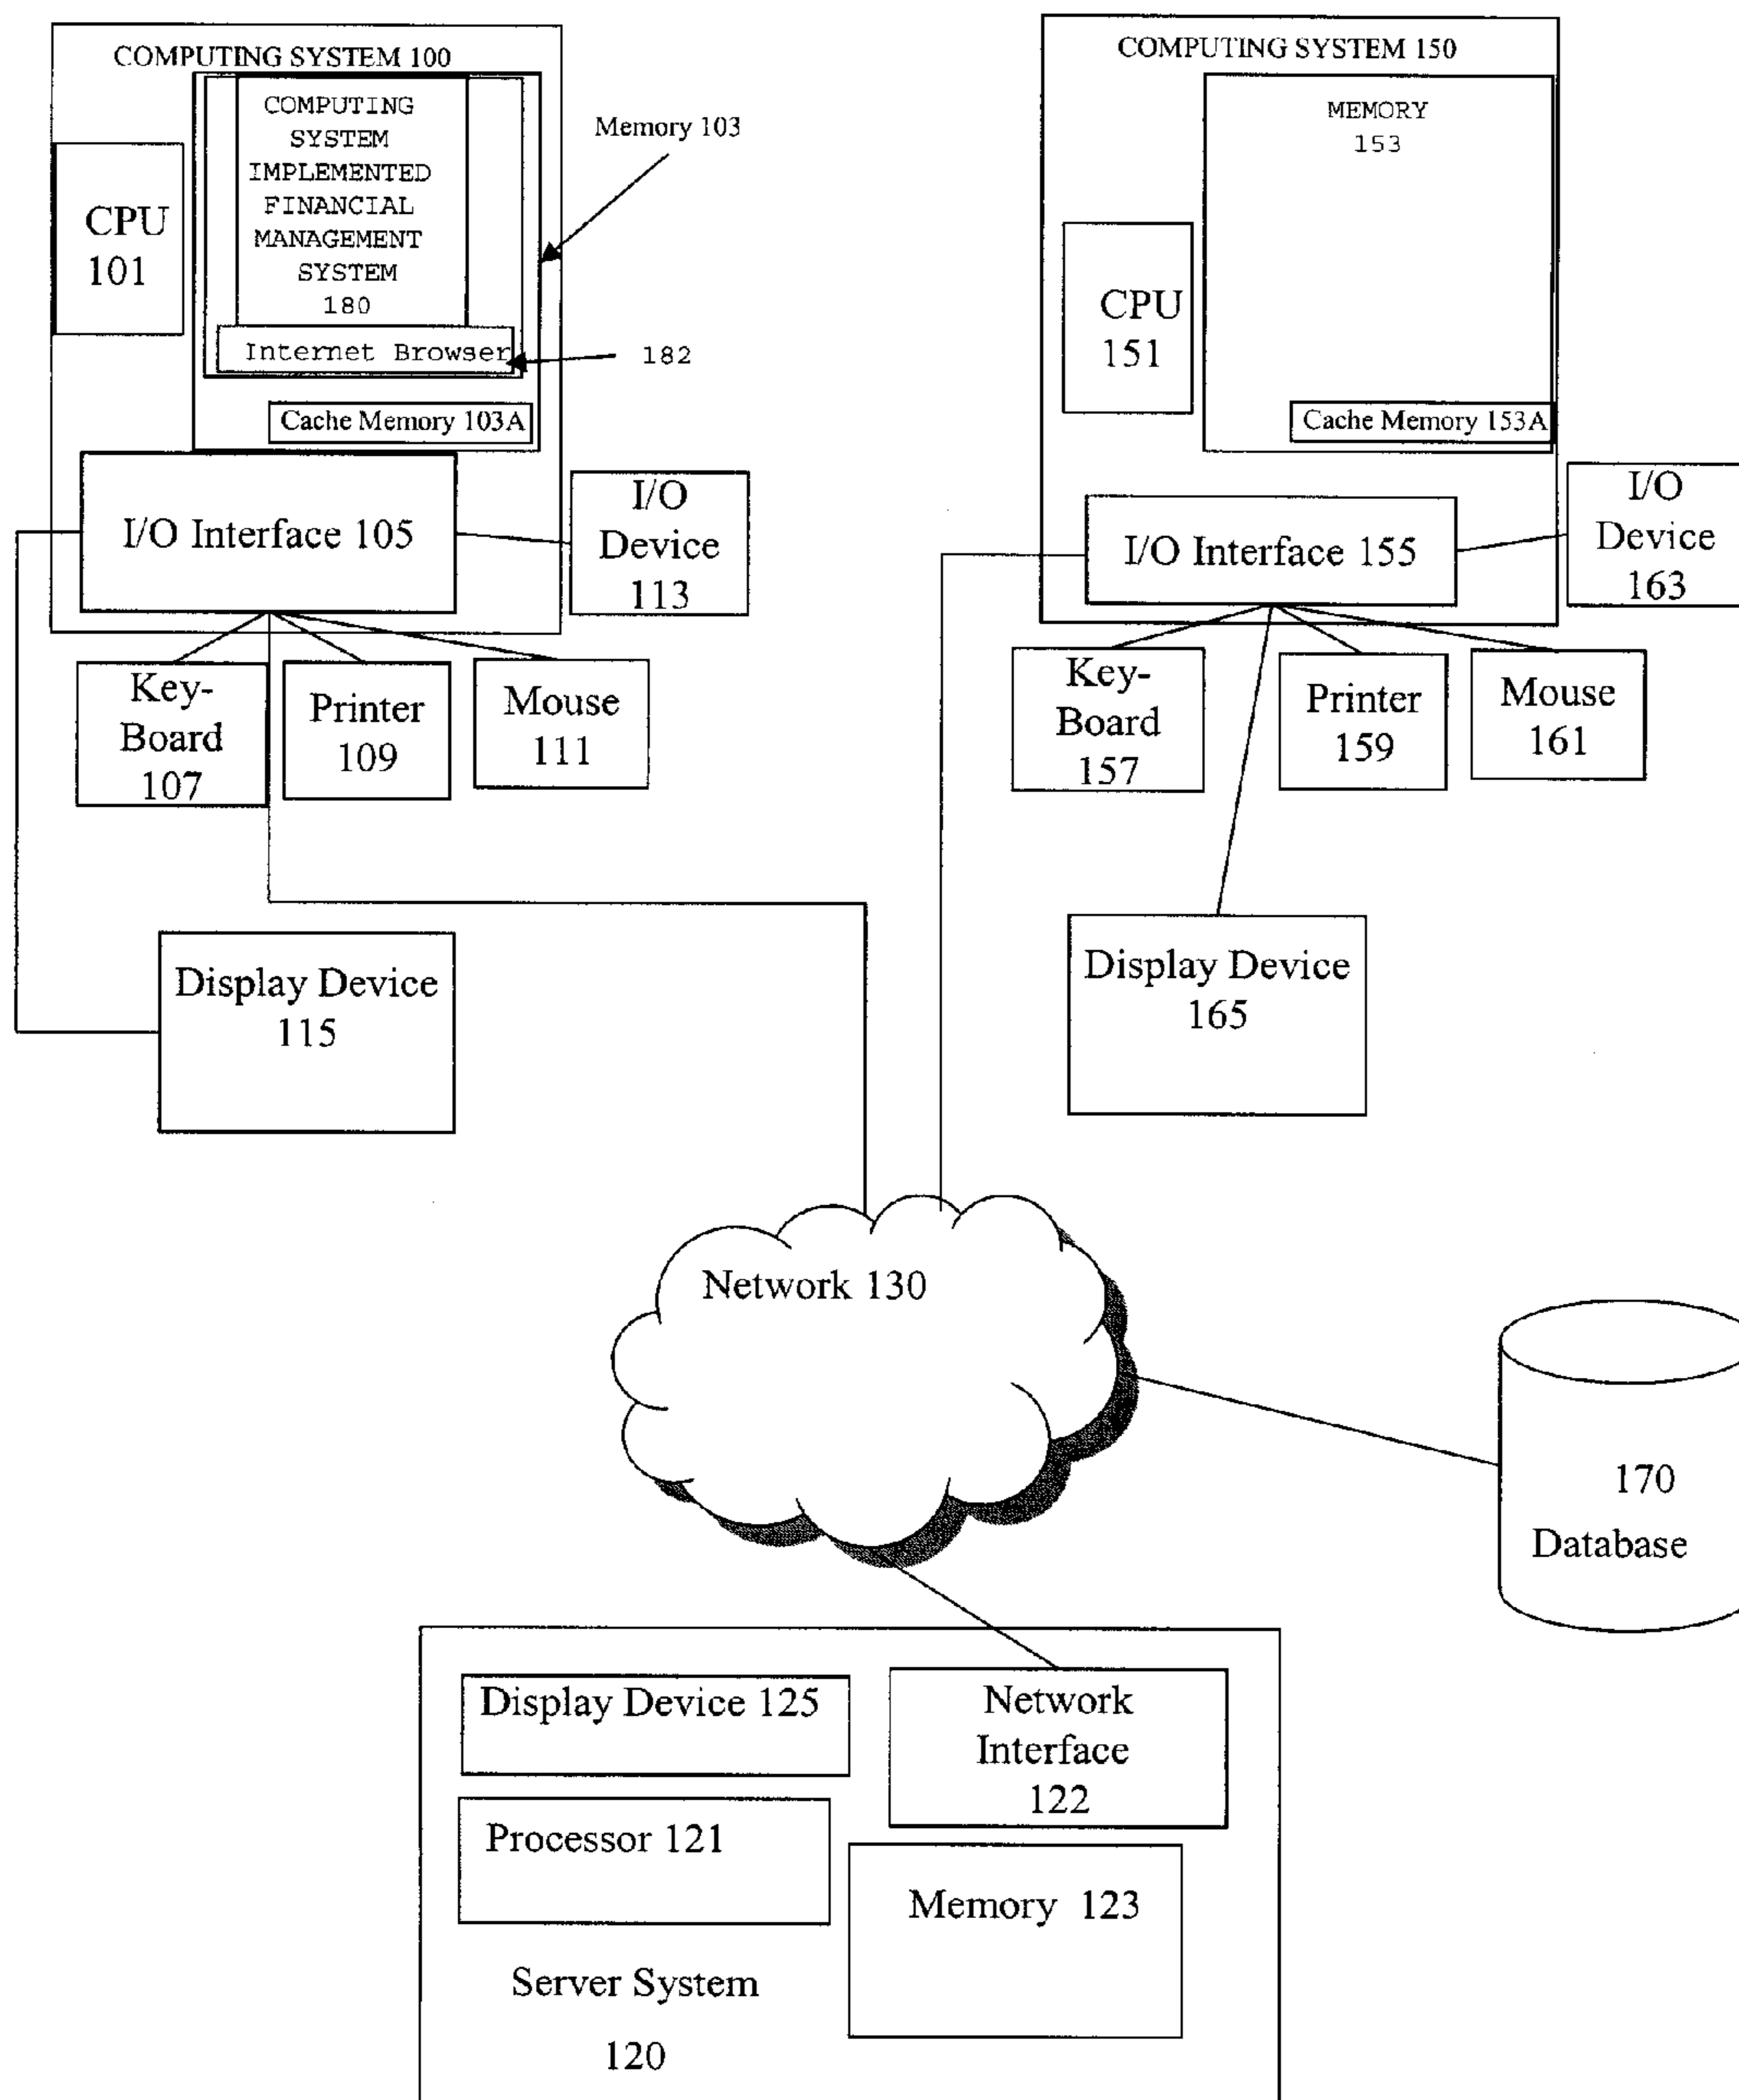 COMPUTING SYSTEM 100
COMPUTING
SYSTEM
IMPLEMENTED
FINANCIAL
MANAGEMENT
SYSTEM
180
Internet Browser
182
Memory 103
CPU
101
Cache Memory 103A
I/O Interface 105
I/O
Device
113
Key-
Board
107
Printer
109
Mouse
111
Display Device
115
COMPUTING SYSTEM 150
MEMORY
153
CPU
151
Cache Memory 153A
I/O Interface 155
I/O
Device
163
Key-
Board
157
Printer
159
Mouse
161
Display Device
165
Network 130
170
Database
Display Device 125
Network
Interface
122
Processor 121
Memory 123
Server System
120